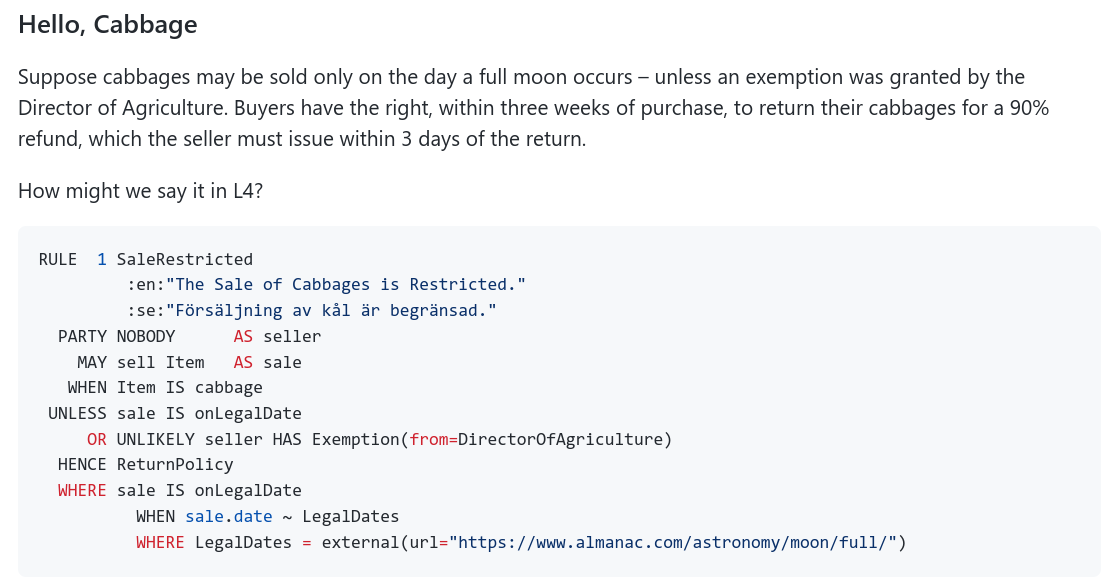 Hello, Cabbage
Suppose cabbages may be sold only on the day a full moon occurs – unless an exemption was granted by the
Director of Agriculture. Buyers have the right, within three weeks of purchase, to return their cabbages for a 90%
refund, which the seller must issue within 3 days of the return.
How might we say it in L4?
RULE  1 SaleRestricted
         :en:"The Sale of Cabbages is Restricted."
         :se:"Försäljning av kål är begränsad."
  PARTY NOBODY      AS seller
    MAY sell Item   AS sale
   WHEN Item IS cabbage
 UNLESS sale IS onLegalDate
     OR UNLIKELY seller HAS Exemption(from=DirectorOfAgriculture)
  HENCE ReturnPolicy
  WHERE sale IS onLegalDate
          WHEN sale.date ~ LegalDates
          WHERE LegalDates = external(url="https://www.almanac.com/astronomy/moon/full/")